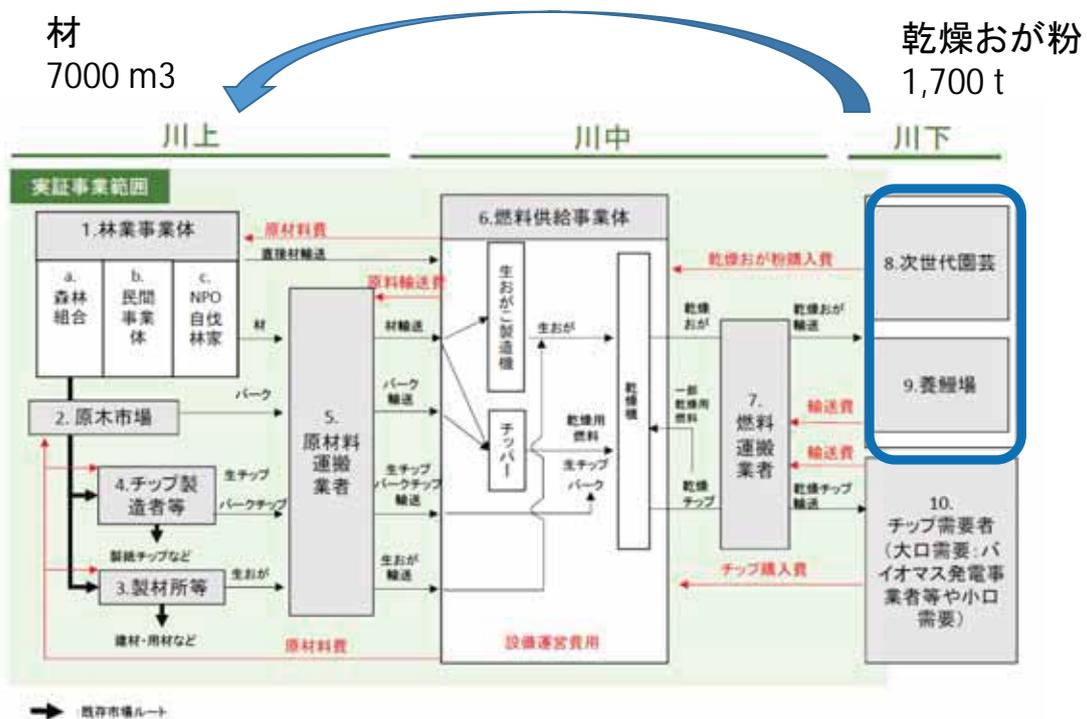 材
7000 m3
乾燥おが粉
1,700 t
川上
川中
川下
実証事業範囲
1.林業事業体
a.
森林
組合
b.
民間
事業
体
c.
NPO
自伐
林家
原材料費
直接材輸送
原料輸送費
材
バーク
2. 原木市場
4.チップ製
造者等
生チップ
バークチップ
製紙チップなど
3.製材所等
生おが
建材・用材など
原材料費
5.
原材料
運搬
業者
材輸送
バーク
輸送
生チップ
バークチップ
輸送
生おが
輸送
6.燃料供給事業体
生おがこ製造機
チッパー
生おが
乾燥用
燃料
生チップ
バーク
乾燥機
設備運営費用
乾燥おが粉購入費
乾燥
おが
一部
乾燥用
燃料
乾燥
チップ
7.
燃料
運搬
業者
乾燥おが
輸送
輸送費
輸送費
乾燥チップ
輸送
チップ購入費
8.次世代園芸
9.養鰻場
10.
チップ需要者
（大口需要：バ
イオマス発電事
業者等や小口
需要）
:既存市場ルート